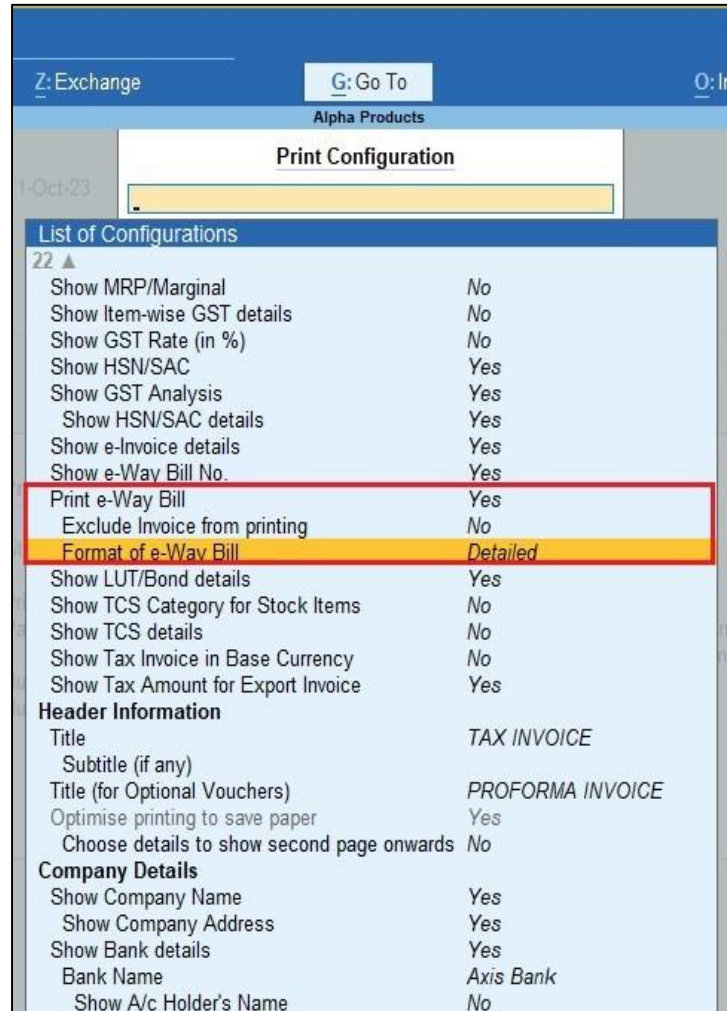 Z: Exchange G: Go To O: I
Alpha Products
Print Configuration
1-Oct-23
List of Configurations
22 ▲
Show MRP/Marginal No
Show Item-wise GST details No
Show GST Rate (in %) No
Show HSN/SAC Yes
Show GST Analysis Yes
Show HSN/SAC details Yes
Show e-Invoice details Yes
Show e-Way Bill No. Yes
Print e-Way Bill Yes
Exclude Invoice from printing No
Format of e-Way Bill Detailed
Show LUT/Bond details Yes
Show TCS Category for Stock Items No
Show TCS details No
Show Tax Invoice in Base Currency No
Show Tax Amount for Export Invoice Yes
Header Information
Title TAX INVOICE
Subtitle (if any)
Title (for Optional Vouchers) PROFORMA INVOICE
Optimise printing to save paper Yes
Choose details to show second page onwards No
Company Details
Show Company Name Yes
Show Company Address Yes
Show Bank details Yes
Bank Name Axis Bank
Show A/c Holder's Name No